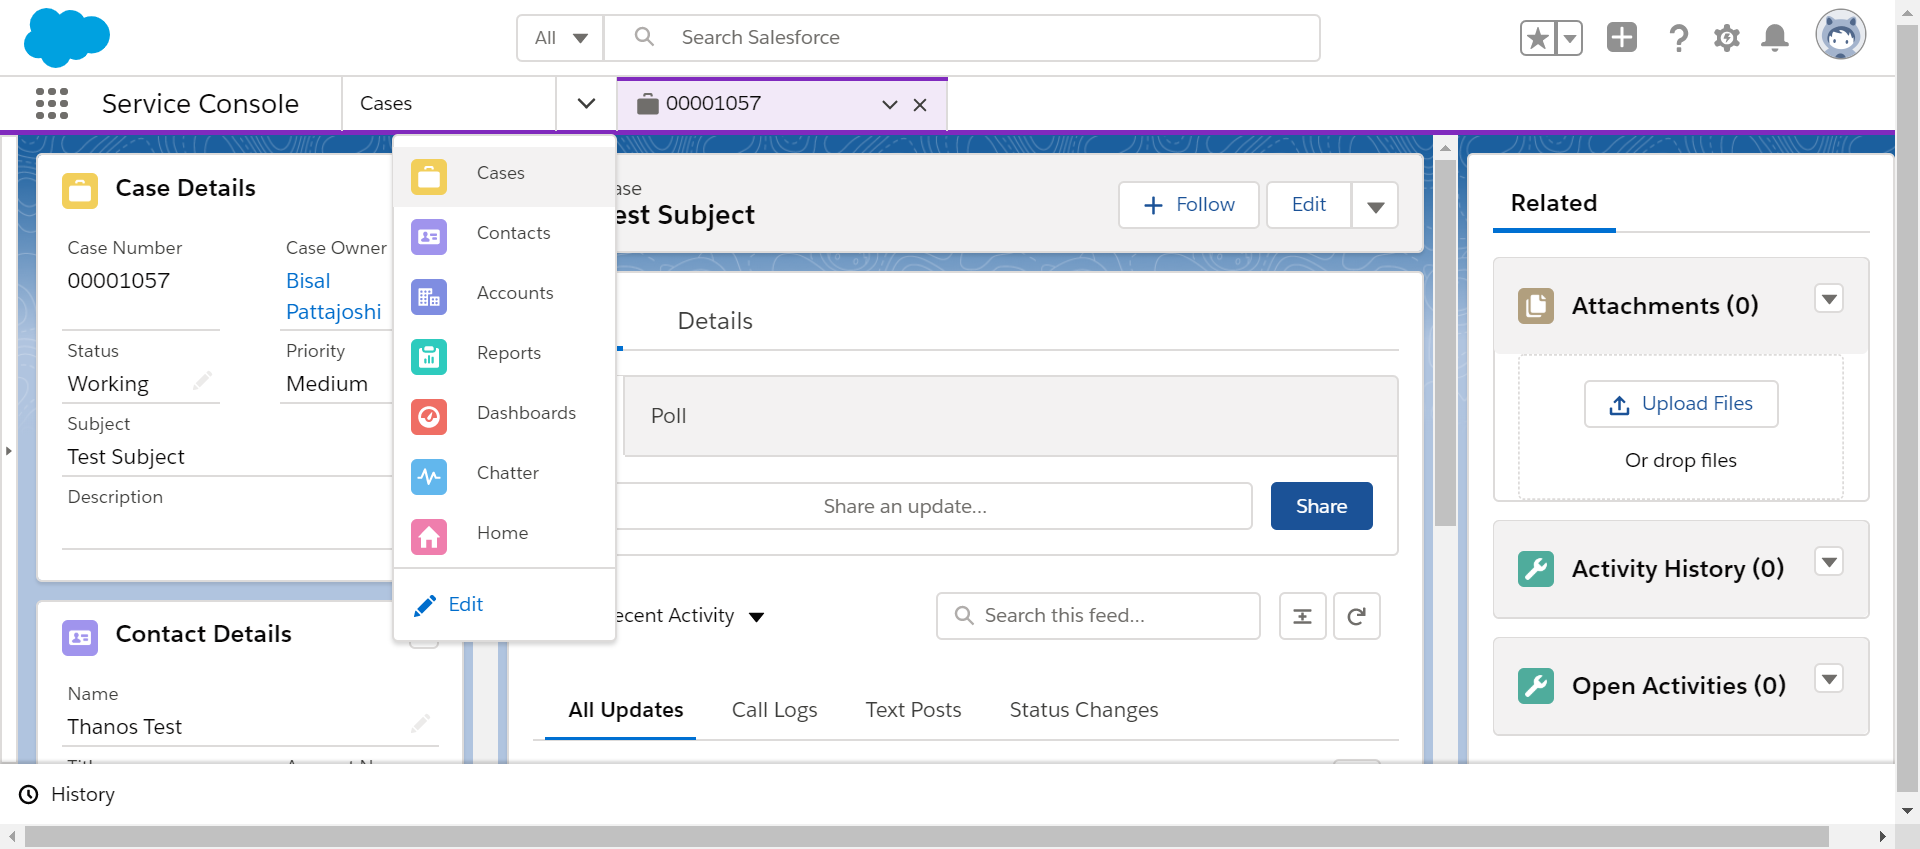 All
Search Salesforce
Service Console
Cases
00001057
Case Details
Case Number
00001057
Case Owner
Bisal
Pattajoshi
Status
Working
Priority
Medium
Subject
Test Subject
Description
Contact Details
Name
Thanos Test
Cases
Contacts
Accounts
Reports
Dashboards
Chatter
Home
Edit
ase
est Subject
Follow
Edit
Details
Poll
Share an update...
Share
ecent Activity
Search this feed...
All Updates
Call Logs
Text Posts
Status Changes
Related
Attachments (0)
Upload Files
Or drop files
Activity History (0)
Open Activities (0)
History